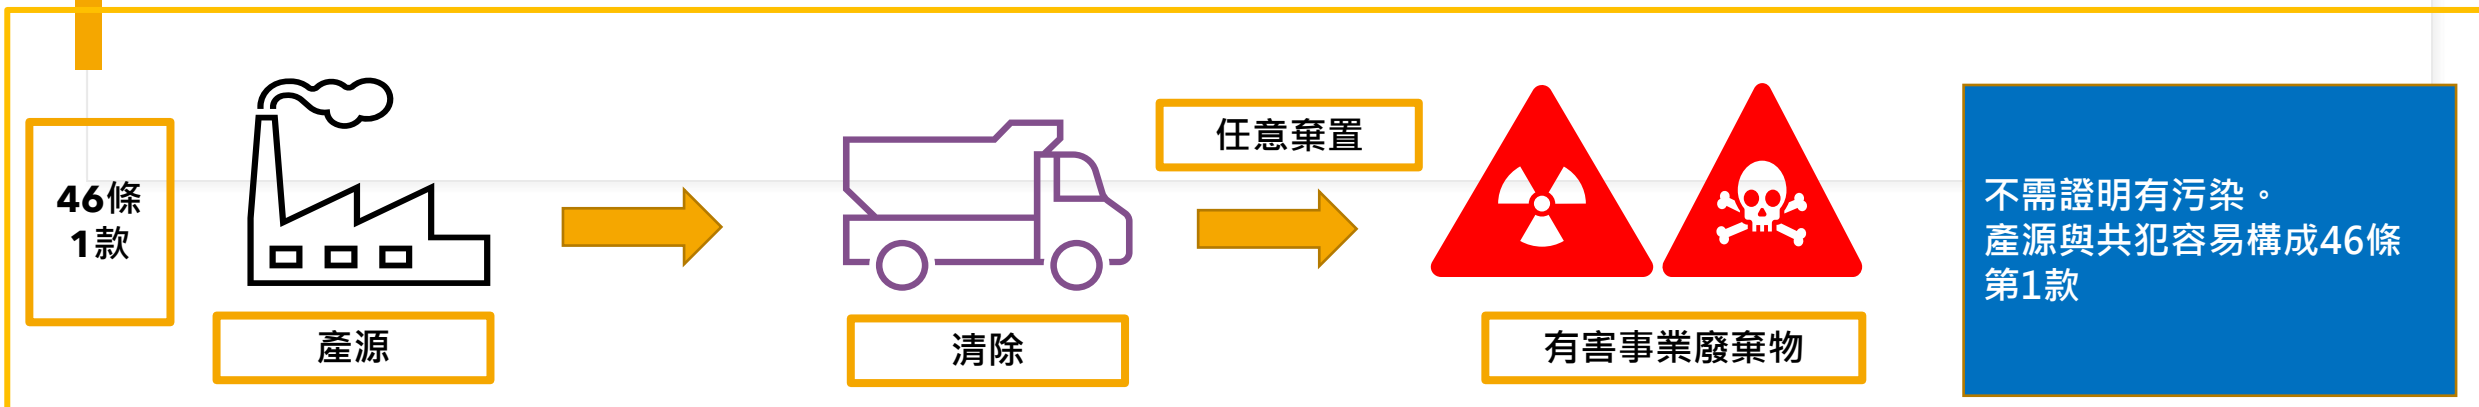 46條
1款
產源
清除
任意棄置
有害事業廢棄物
不需證明有污染。
產源與共犯容易構成46條
第1款